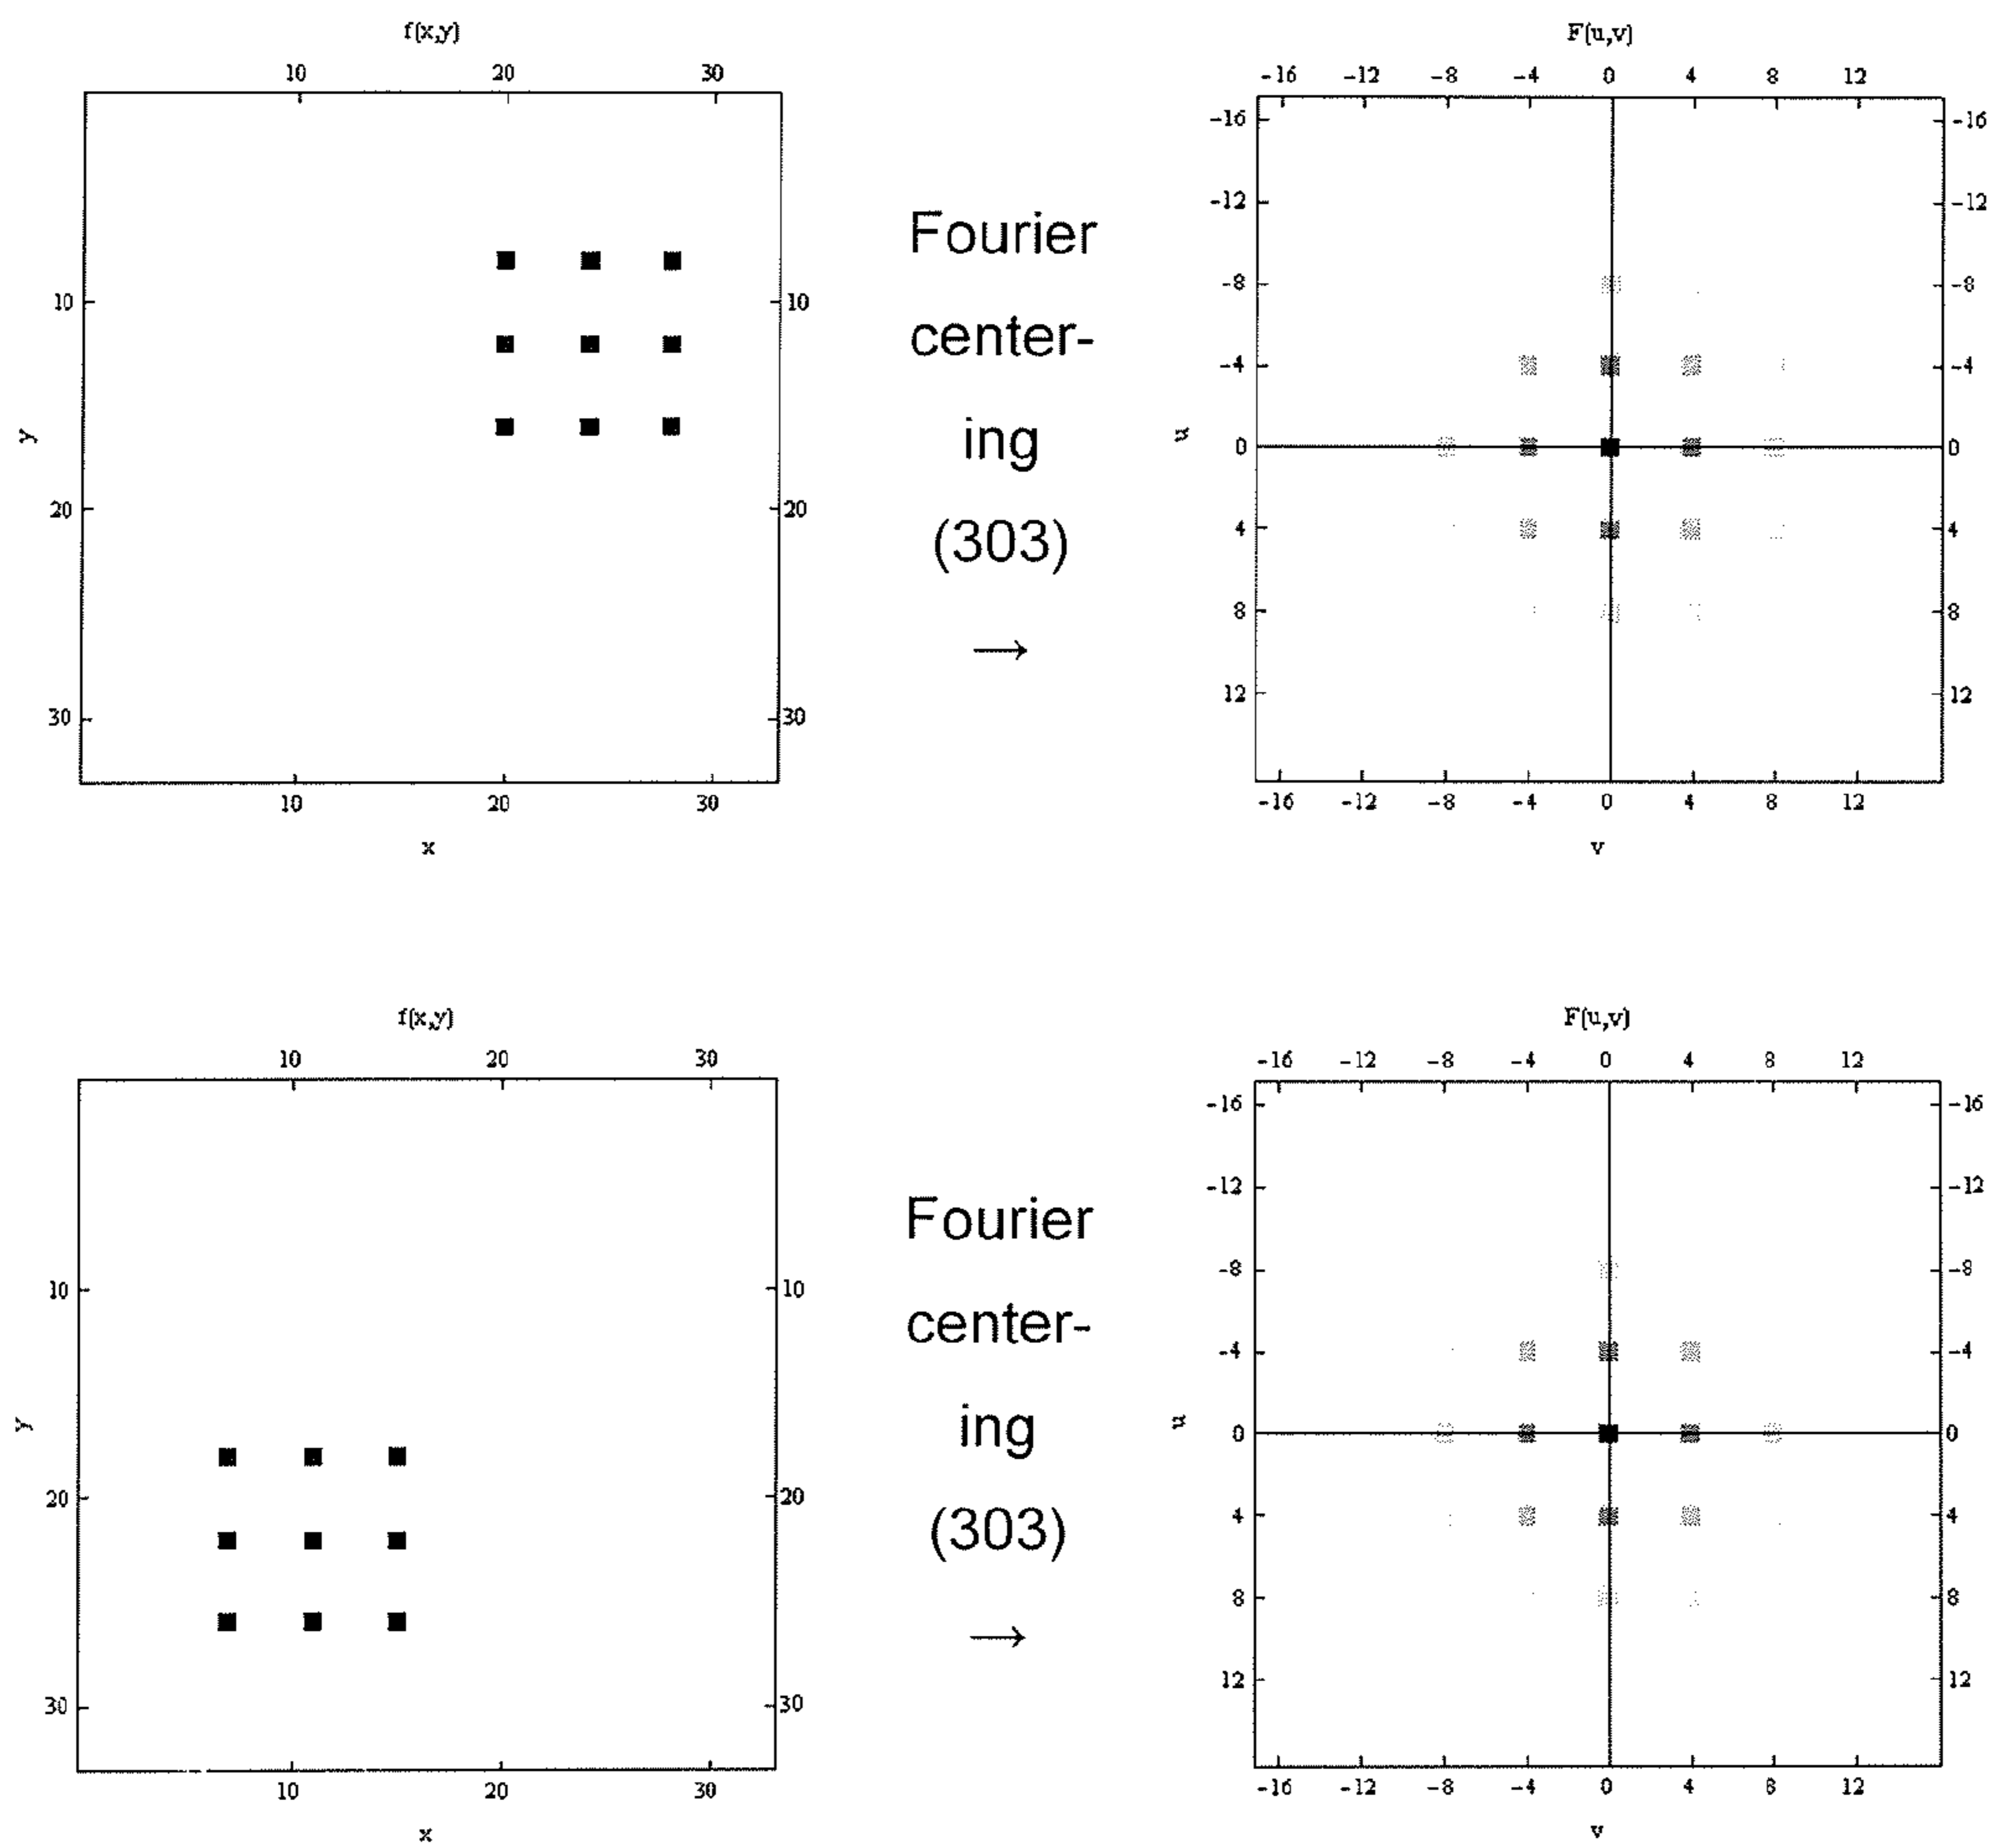 f(x,y)
10 20 30
10 10
y
20 20
30 30
10 20 30
x
Fourier
center-
ing
(303)
→
F(u,v)
-16 -12 -8 -4 0 4 8 12
-16 -16
-12 -12
-8 -8
-4 -4
u
0 0
4 4
8 8
12 12
-16 -12 -8 -4 0 4 8 12
v
f(x,y)
10 20 30
10 10
y
20 20
30 30
10 20 30
x
Fourier
center-
ing
(303)
→
F(u,v)
-16 -12 -8 -4 0 4 8 12
-16 -16
-12 -12
-8 -8
-4 -4
u
0 0
4 4
8 8
12 12
-16 -12 -8 -4 0 4 8 12
v